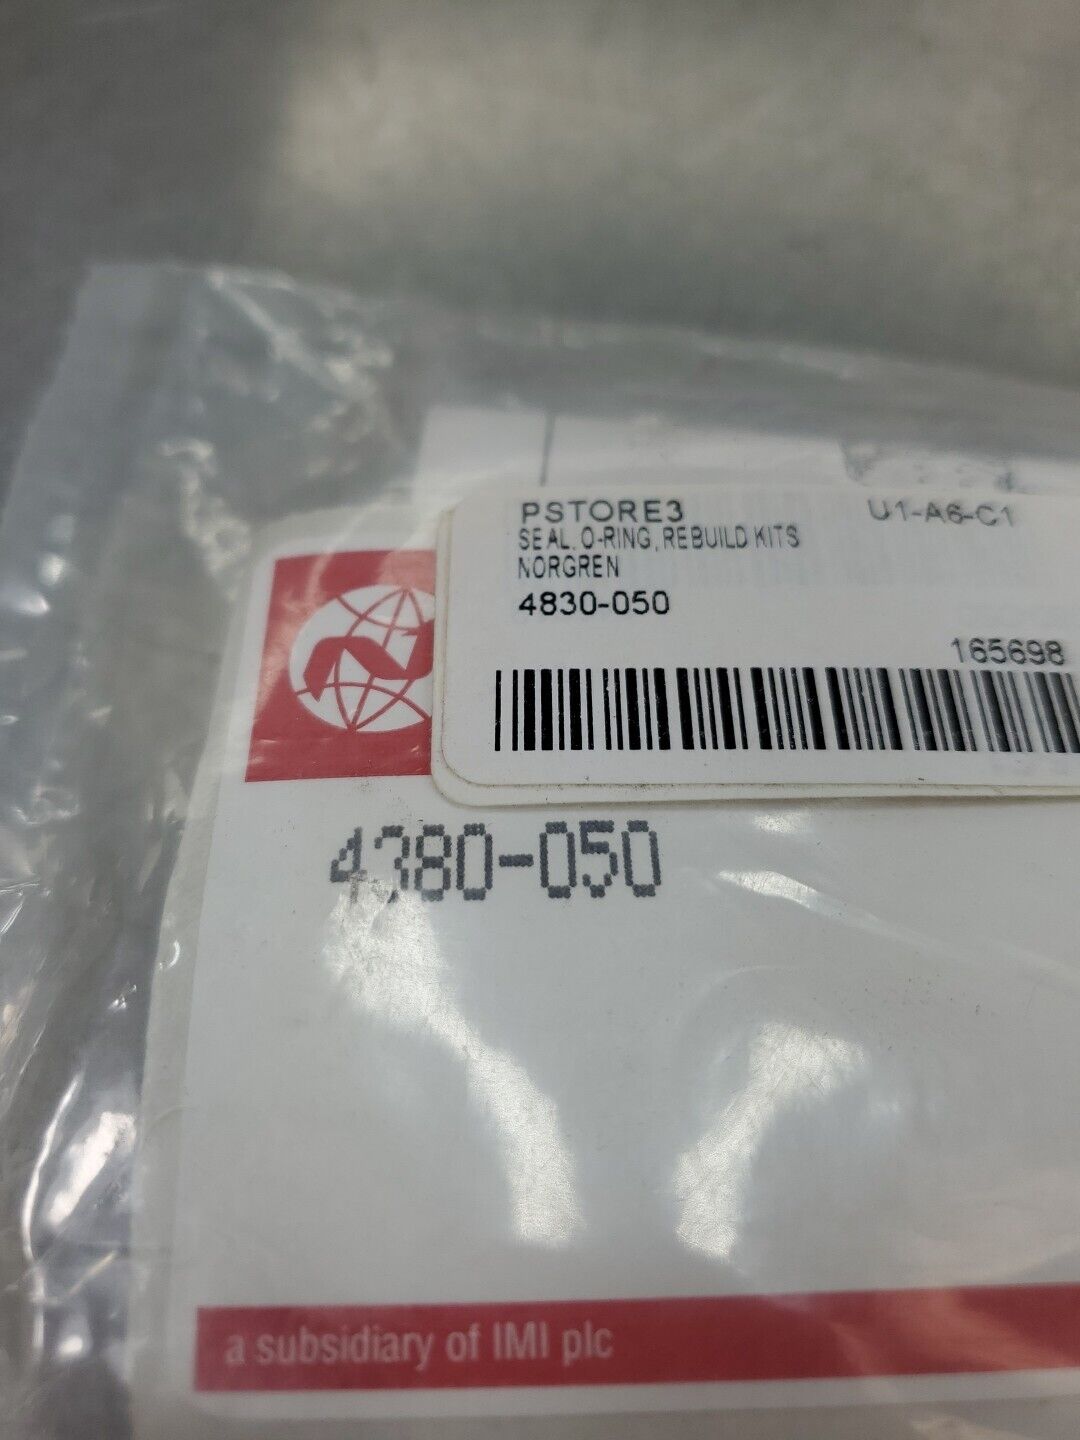 PSTORE3 U1-A6-C1
SEAL, O-RING, REBUILD KITS
NORGREN
4830-050
165698
4380-050
a subsidiary of IMI plc